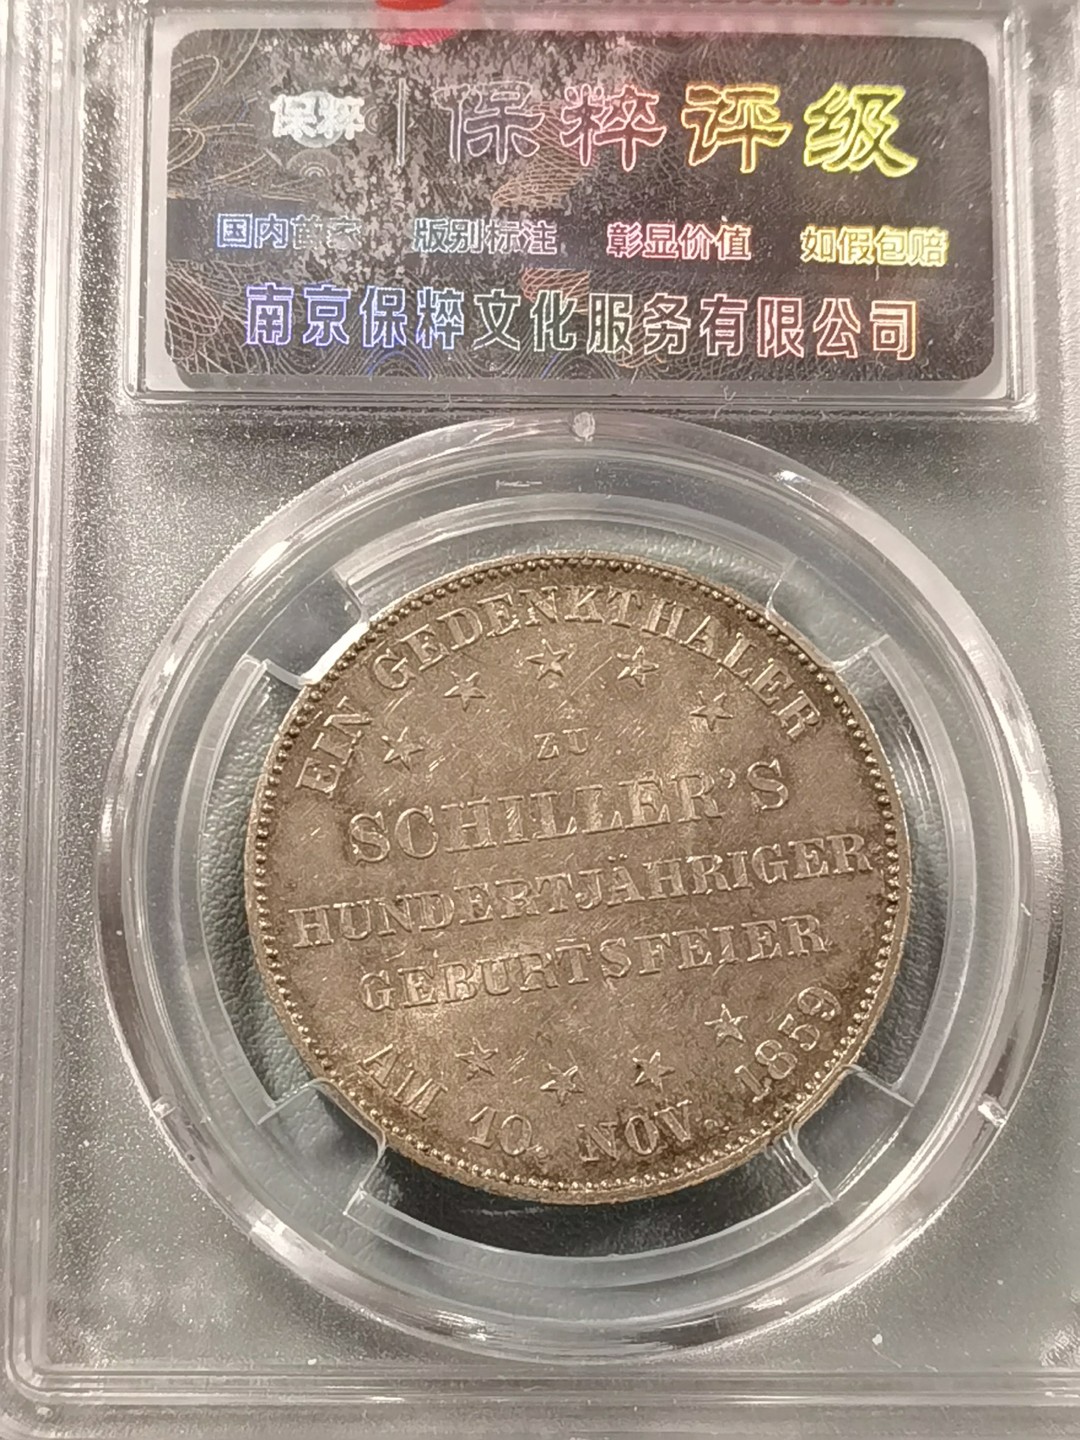 保粹 保粹评级
国内首家 版别标注 彰显价值 如假包赔
南京保粹文化服务有限公司
EIN GEDENKTHALER
ZU
SCHILLER'S
HUNDERTJÄHRIGER
GEBURTSFEIER
AM 10. NOV. 1859